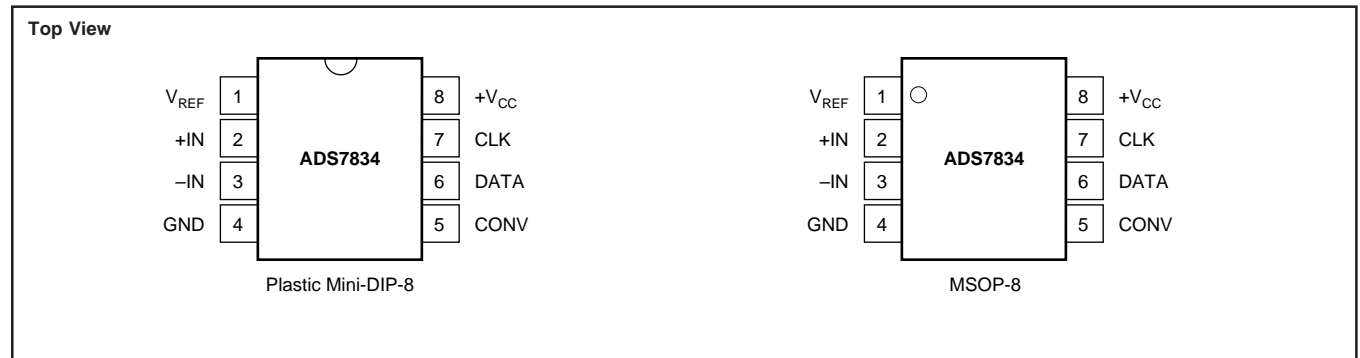 Top View
V_REF 1 8 +V_CC
+IN 2 7 CLK
ADS7834
–IN 3 6 DATA
GND 4 5 CONV
Plastic Mini-DIP-8
V_REF 1 8 +V_CC
+IN 2 7 CLK
ADS7834
–IN 3 6 DATA
GND 4 5 CONV
MSOP-8